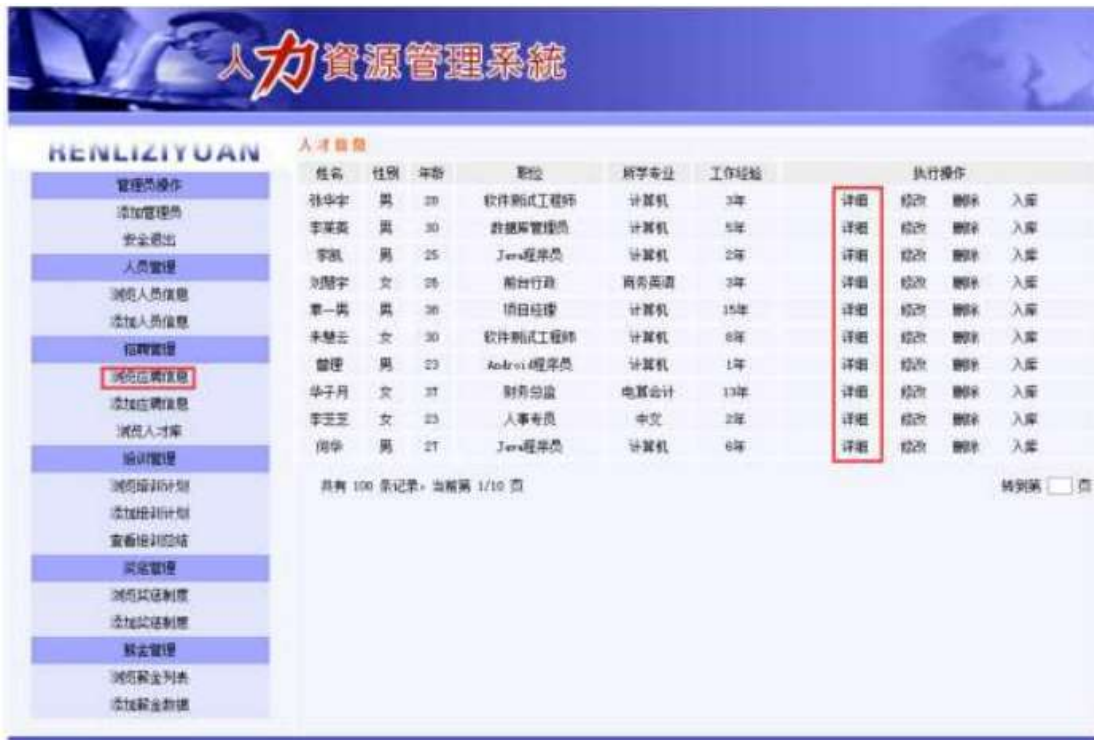 人力資源管理系統
RENLIZIYUAN
管理员操作
添加管理员
安全退出
人员管理
浏览人员信息
添加人员信息
招聘管理
浏览应聘信息
添加应聘信息
浏览人才库
培训管理
浏览培训计划
添加培训计划
查看培训总结
奖惩管理
浏览奖惩制度
添加奖惩制度
薪金管理
浏览薪金列表
添加薪金数据
人才信息
姓名 性别 年龄 职位 所学专业 工作经验 执行操作
张华宇 男 28 软件测试工程师 计算机 3年 详细 修改 删除 入库
李英 男 30 数据库管理员 计算机 5年 详细 修改 删除 入库
李凯 男 25 Java程序员 计算机 2年 详细 修改 删除 入库
刘慧宇 女 前台行政 商务英语 3年 详细 修改 删除 入库
章一男 男 38 项目经理 计算机 15年 详细 修改 删除 入库
朱慧云 女 30 软件测试工程师 计算机 详细 修改 删除 入库
曾理 男 23 Android程序员 计算机 1年 详细 修改 删除 入库
华子月 女 37 财务总监 电算会计 13年 详细 修改 删除 入库
李芝芝 女 23 人事专员 中文 2年 详细 修改 删除 入库
何华 男 27 Java程序员 计算机 6年 详细 修改 删除 入库
共有 100 条记录，当前第 1/10 页 转到第 页